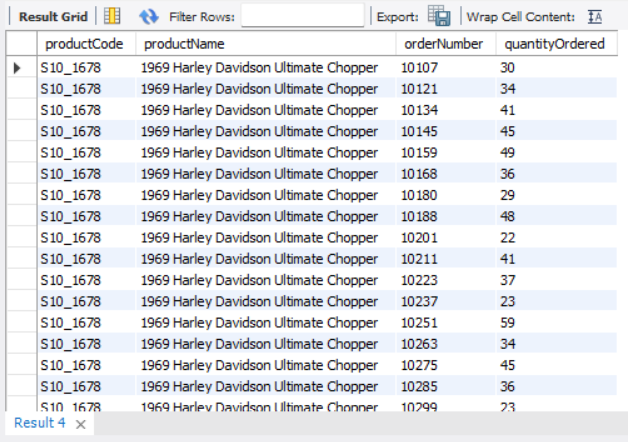 Result Grid Filter Rows: Export: Wrap Cell Content: IA
productCode productName orderNumber quantityOrdered
S10_1678 1969 Harley Davidson Ultimate Chopper 10107 30
S10_1678 1969 Harley Davidson Ultimate Chopper 10121 34
S10_1678 1969 Harley Davidson Ultimate Chopper 10134 41
S10_1678 1969 Harley Davidson Ultimate Chopper 10145 45
S10_1678 1969 Harley Davidson Ultimate Chopper 10159 49
S10_1678 1969 Harley Davidson Ultimate Chopper 10168 36
S10_1678 1969 Harley Davidson Ultimate Chopper 10180 29
S10_1678 1969 Harley Davidson Ultimate Chopper 10188 48
S10_1678 1969 Harley Davidson Ultimate Chopper 10201 22
S10_1678 1969 Harley Davidson Ultimate Chopper 10211 41
S10_1678 1969 Harley Davidson Ultimate Chopper 10223 37
S10_1678 1969 Harley Davidson Ultimate Chopper 10237 23
S10_1678 1969 Harley Davidson Ultimate Chopper 10251 59
S10_1678 1969 Harley Davidson Ultimate Chopper 10263 34
S10_1678 1969 Harley Davidson Ultimate Chopper 10275 45
S10_1678 1969 Harley Davidson Ultimate Chopper 10285 36
S10_1678 1969 Harley Davidson Ultimate Chopper 10299 23
Result 4